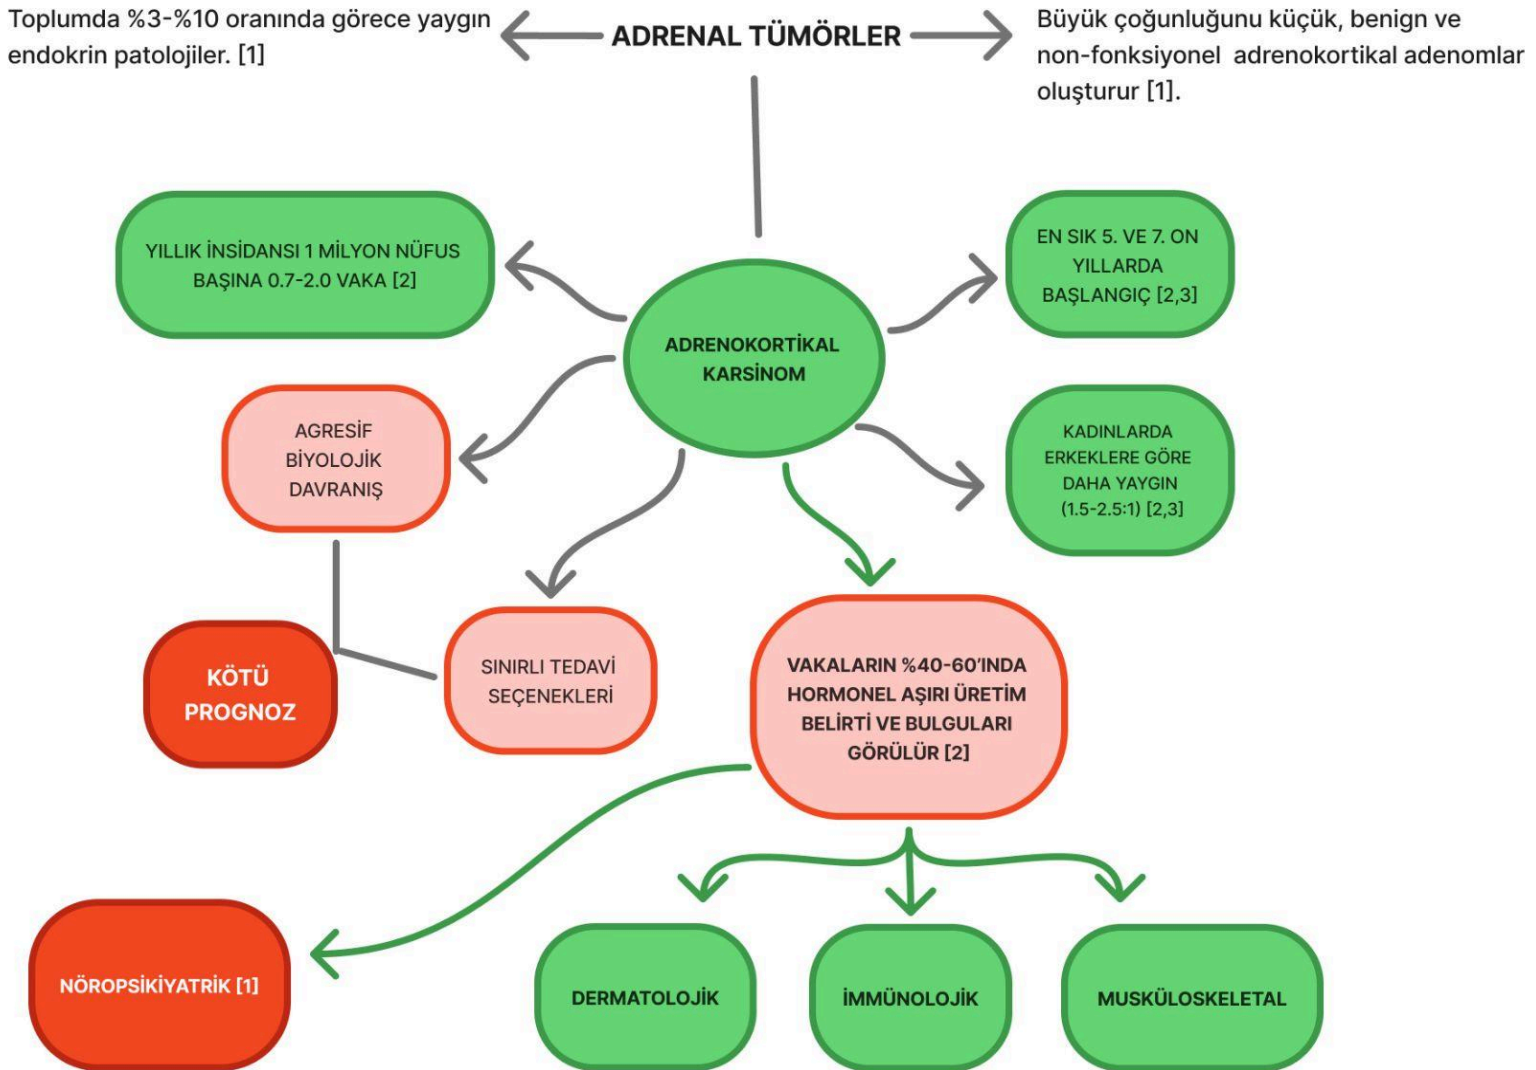 Toplumda %3-%10 oranında görece yaygın
endokrin patolojiler. [1]
ADRENAL TÜMÖRLER
Büyük çoğunluğunu küçük, benign ve
non-fonksiyonel adrenokortikal adenomlar
oluşturur [1].
YILLIK İNSİDANSI 1 MİLYON NÜFUS
BAŞINA 0.7-2.0 VAKA [2]
EN SIK 5. VE 7. ON
YILLARDA
BAŞLANGIÇ [2,3]
ADRENOKORTİKAL
KARSİNOM
AGRESİF
BİYOLOJİK
DAVRANIŞ
KADINLARDA
ERKEKLERE GÖRE
DAHA YAYGIN
(1.5-2.5:1) [2,3]
KÖTÜ
PROGNOZ
SINIRLI TEDAVİ
SEÇENEKLERİ
VAKALARIN %40-60'INDA
HORMONEL AŞIRI ÜRETİM
BELİRTİ VE BULGULARI
GÖRÜLÜR [2]
NÖROPSİKİYATRİK [1]
DERMATOLOJİK
İMMÜNOLOJİK
MUSKÜLOSKELETAL